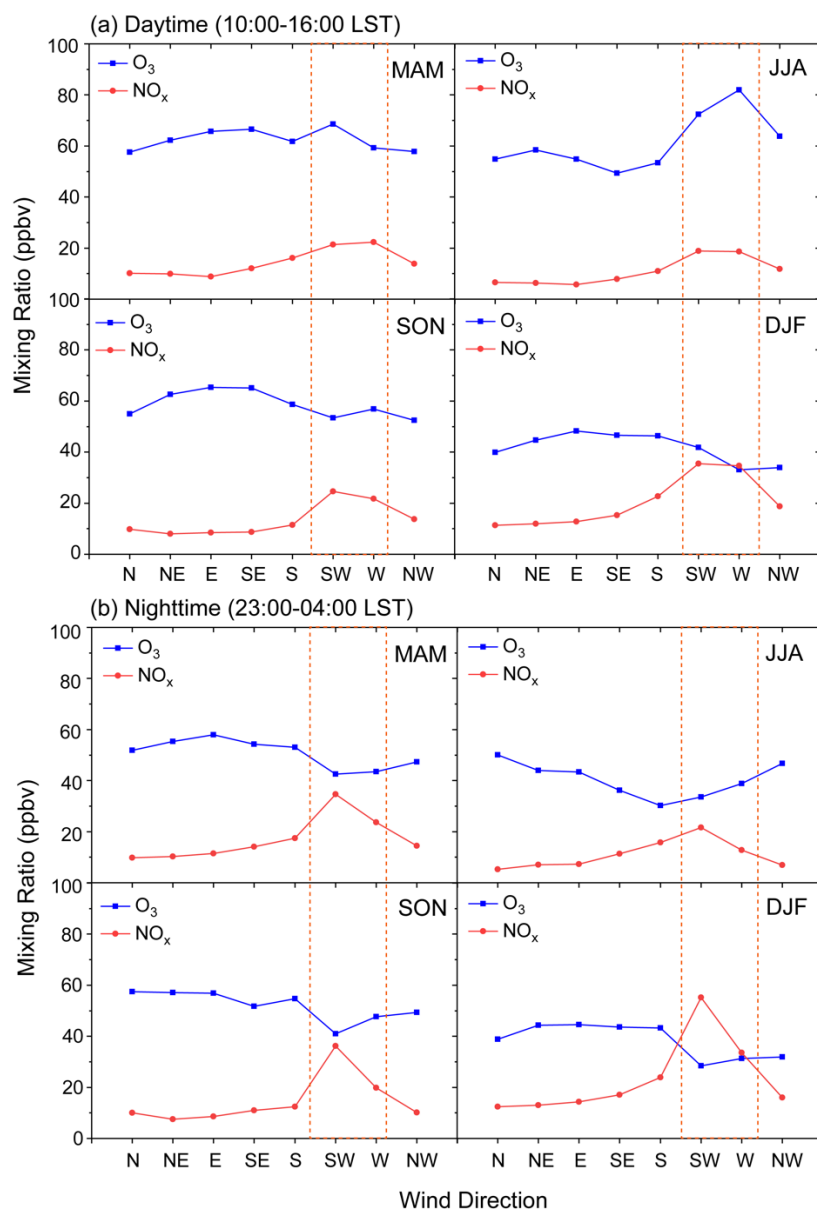 (a) Daytime (10:00-16:00 LST)
100
80
60
40
20
100
80
60
40
20
0
Mixing Ratio (ppbv)
O₃
NOₓ
MAM
O₃
NOₓ
JJA
O₃
NOₓ
SON
O₃
NOₓ
DJF
N NE E SE S SW W NW N NE E SE S SW W NW
(b) Nighttime (23:00-04:00 LST)
100
80
60
40
20
100
80
60
40
20
0
Mixing Ratio (ppbv)
O₃
NOₓ
MAM
O₃
NOₓ
JJA
O₃
NOₓ
SON
O₃
NOₓ
DJF
N NE E SE S SW W NW N NE E SE S SW W NW
Wind Direction